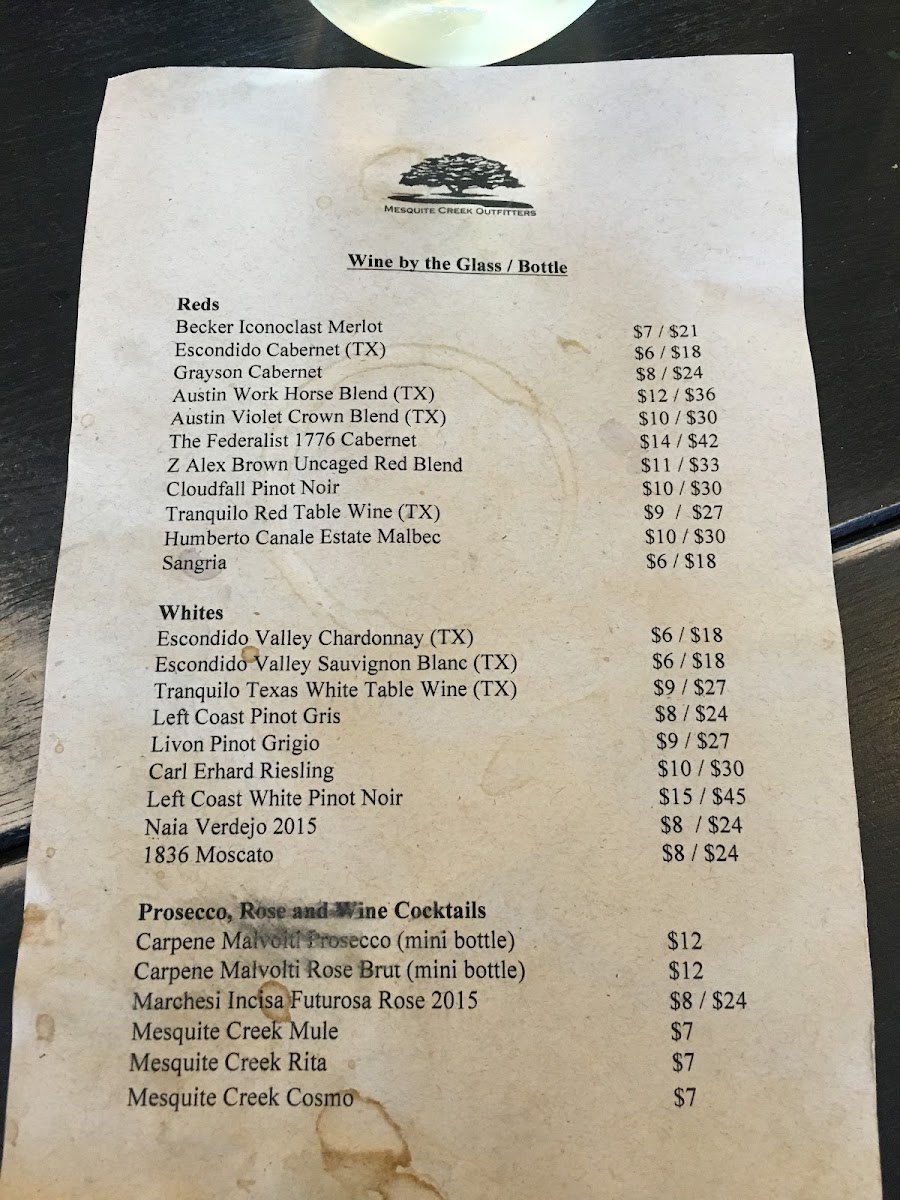 MESQUITE CREEK OUTFITTERS
Wine by the Glass / Bottle
Reds
Becker Iconoclast Merlot $7 / $21
Escondido Cabernet (TX) $6 / $18
Grayson Cabernet $8 / $24
Austin Work Horse Blend (TX) $12 / $36
Austin Violet Crown Blend (TX) $10 / $30
The Federalist 1776 Cabernet $14 / $42
Z Alex Brown Uncaged Red Blend $11 / $33
Cloudfall Pinot Noir $10 / $30
Tranquilo Red Table Wine (TX) $9 / $27
Humberto Canale Estate Malbec $10 / $30
Sangria $6 / $18
Whites
Escondido Valley Chardonnay (TX) $6 / $18
Escondido Valley Sauvignon Blanc (TX) $6 / $18
Tranquilo Texas White Table Wine (TX) $9 / $27
Left Coast Pinot Gris $8 / $24
Livon Pinot Grigio $9 / $27
Carl Erhard Riesling $10 / $30
Left Coast White Pinot Noir $15 / $45
Naia Verdejo 2015 $8 / $24
1836 Moscato $8 / $24
Prosecco, Rose and Wine Cocktails
Carpene Malvolti Prosecco (mini bottle) $12
Carpene Malvolti Rose Brut (mini bottle) $12
Marchesi Incisa Futurosa Rose 2015 $8 / $24
Mesquite Creek Mule $7
Mesquite Creek Rita $7
Mesquite Creek Cosmo $7